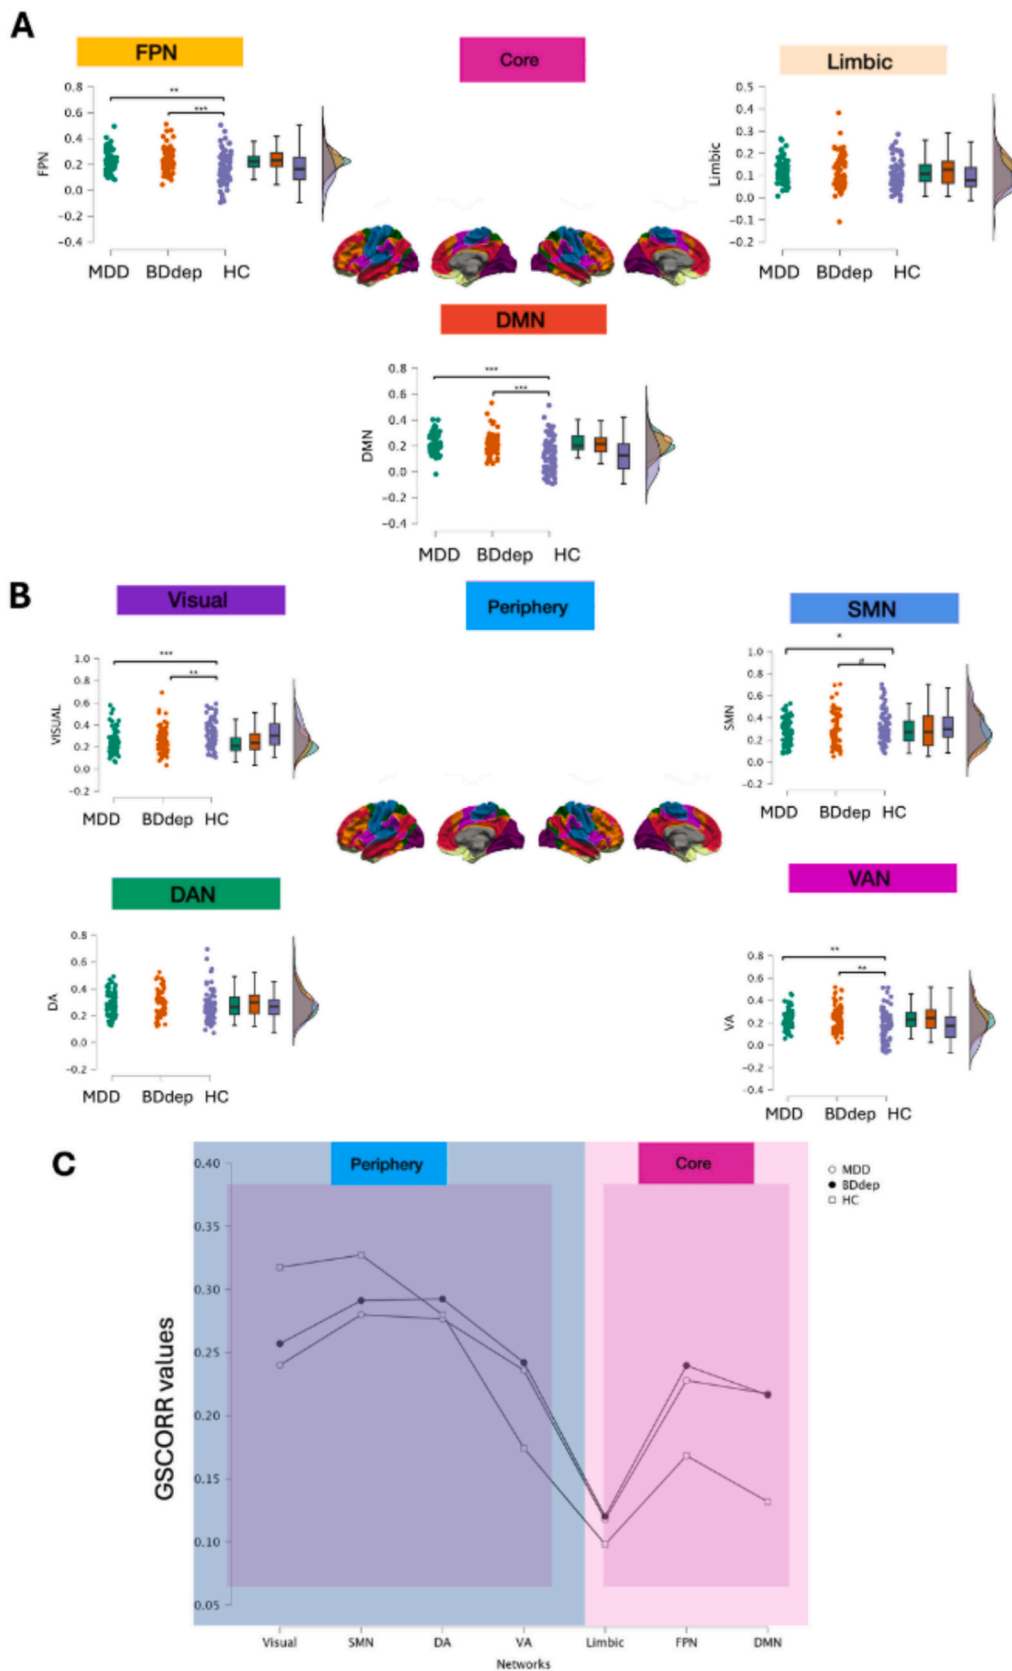 A
FPN
Core
Limbic
0.8
0.6
0.4
0.2
0.0
−0.2
−0.4
FPN
**
***
MDD BDdep HC
0.5
0.4
0.3
0.2
0.1
0.0
−0.1
−0.2
Limbic
MDD BDdep HC
DMN
0.8
0.6
0.4
0.2
0.0
−0.2
−0.4
DMN
***
***
MDD BDdep HC
B
Visual
Periphery
SMN
1.0
0.8
0.6
0.4
0.2
0.0
−0.2
VISUAL
***
**
MDD BDdep HC
1.0
0.8
0.6
0.4
0.2
0.0
−0.2
SMN
*
MDD BDdep HC
DAN
VAN
0.8
0.6
0.4
0.2
0.0
−0.2
DA
MDD BDdep HC
0.8
0.6
0.4
0.2
0.0
−0.2
−0.4
VA
**
**
MDD BDdep HC
C
Periphery
Core
MDD
BDdep
HC
0.40
0.35
0.30
0.25
0.20
0.15
0.10
0.05
GSCORR values
Visual SMN DA VA Limbic FPN DMN
Networks